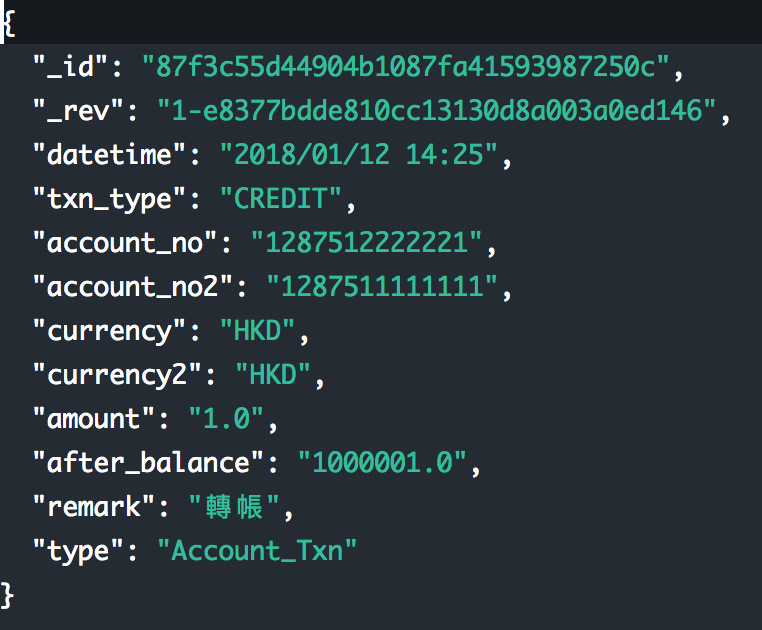 {
"_id": "87f3c55d44904b1087fa41593987250c",
"_rev": "1-e8377bdde810cc13130d8a003a0ed146",
"datetime": "2018/01/12 14:25",
"txn_type": "CREDIT",
"account_no": "1287512222221",
"account_no2": "1287511111111",
"currency": "HKD",
"currency2": "HKD",
"amount": "1.0",
"after_balance": "1000001.0",
"remark": "轉帳",
"type": "Account_Txn"
}